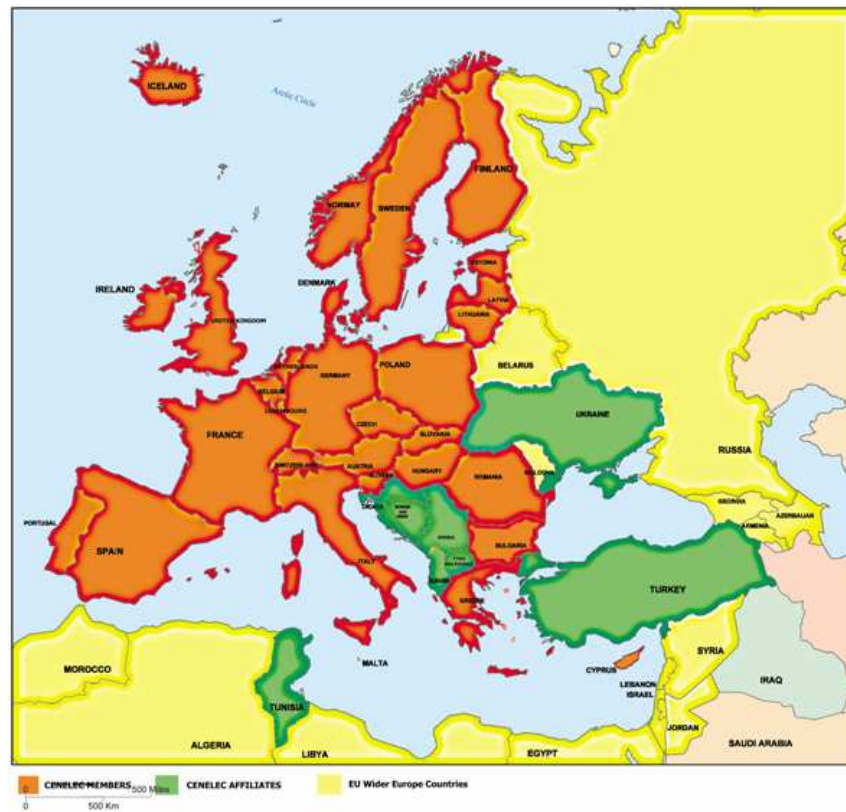 ICELAND
Arctic Circle
FINLAND
NORWAY
SWEDEN
ESTONIA
DENMARK
IRELAND
LATVIA
LITHUANIA
UNITED KINGDOM
BELARUS
NETHERLANDS
POLAND
GERMANY
BELGIUM
LUXEMBOURG
UKRAINE
CZECH
FRANCE
SLOVAKIA
RUSSIA
SWITZERLAND
AUSTRIA
HUNGARY
ROMANIA
GEORGIA
AZERBAIJAN
ARMENIA
PORTUGAL
SPAIN
BULGARIA
ITALY
TURKEY
GREECE
SYRIA
MALTA
CYPRUS
MOROCCO
LEBANON
ISRAEL
IRAQ
TUNISIA
JORDAN
ALGERIA
LIBYA
EGYPT
SAUDI ARABIA
CENELEC MEMBERS
CENELEC AFFILIATES
EU Wider Europe Countries
0 500 Miles
0 500 Km